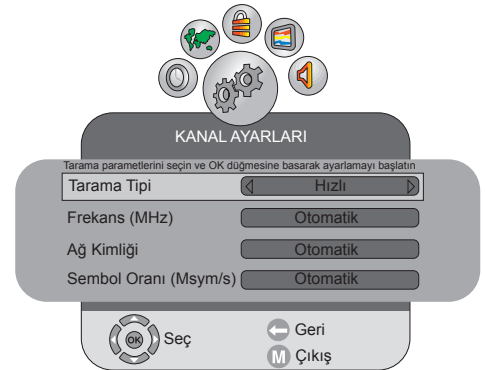 KANAL AYARLARI
Tarama parametrlerini seçin ve OK düğmesine basarak ayarlamayı başlatın
Tarama Tipi Hızlı
Frekans (MHz) Otomatik
Ağ Kimliği Otomatik
Sembol Oranı (Msym/s) Otomatik
OK Seç
Geri
M Çıkış